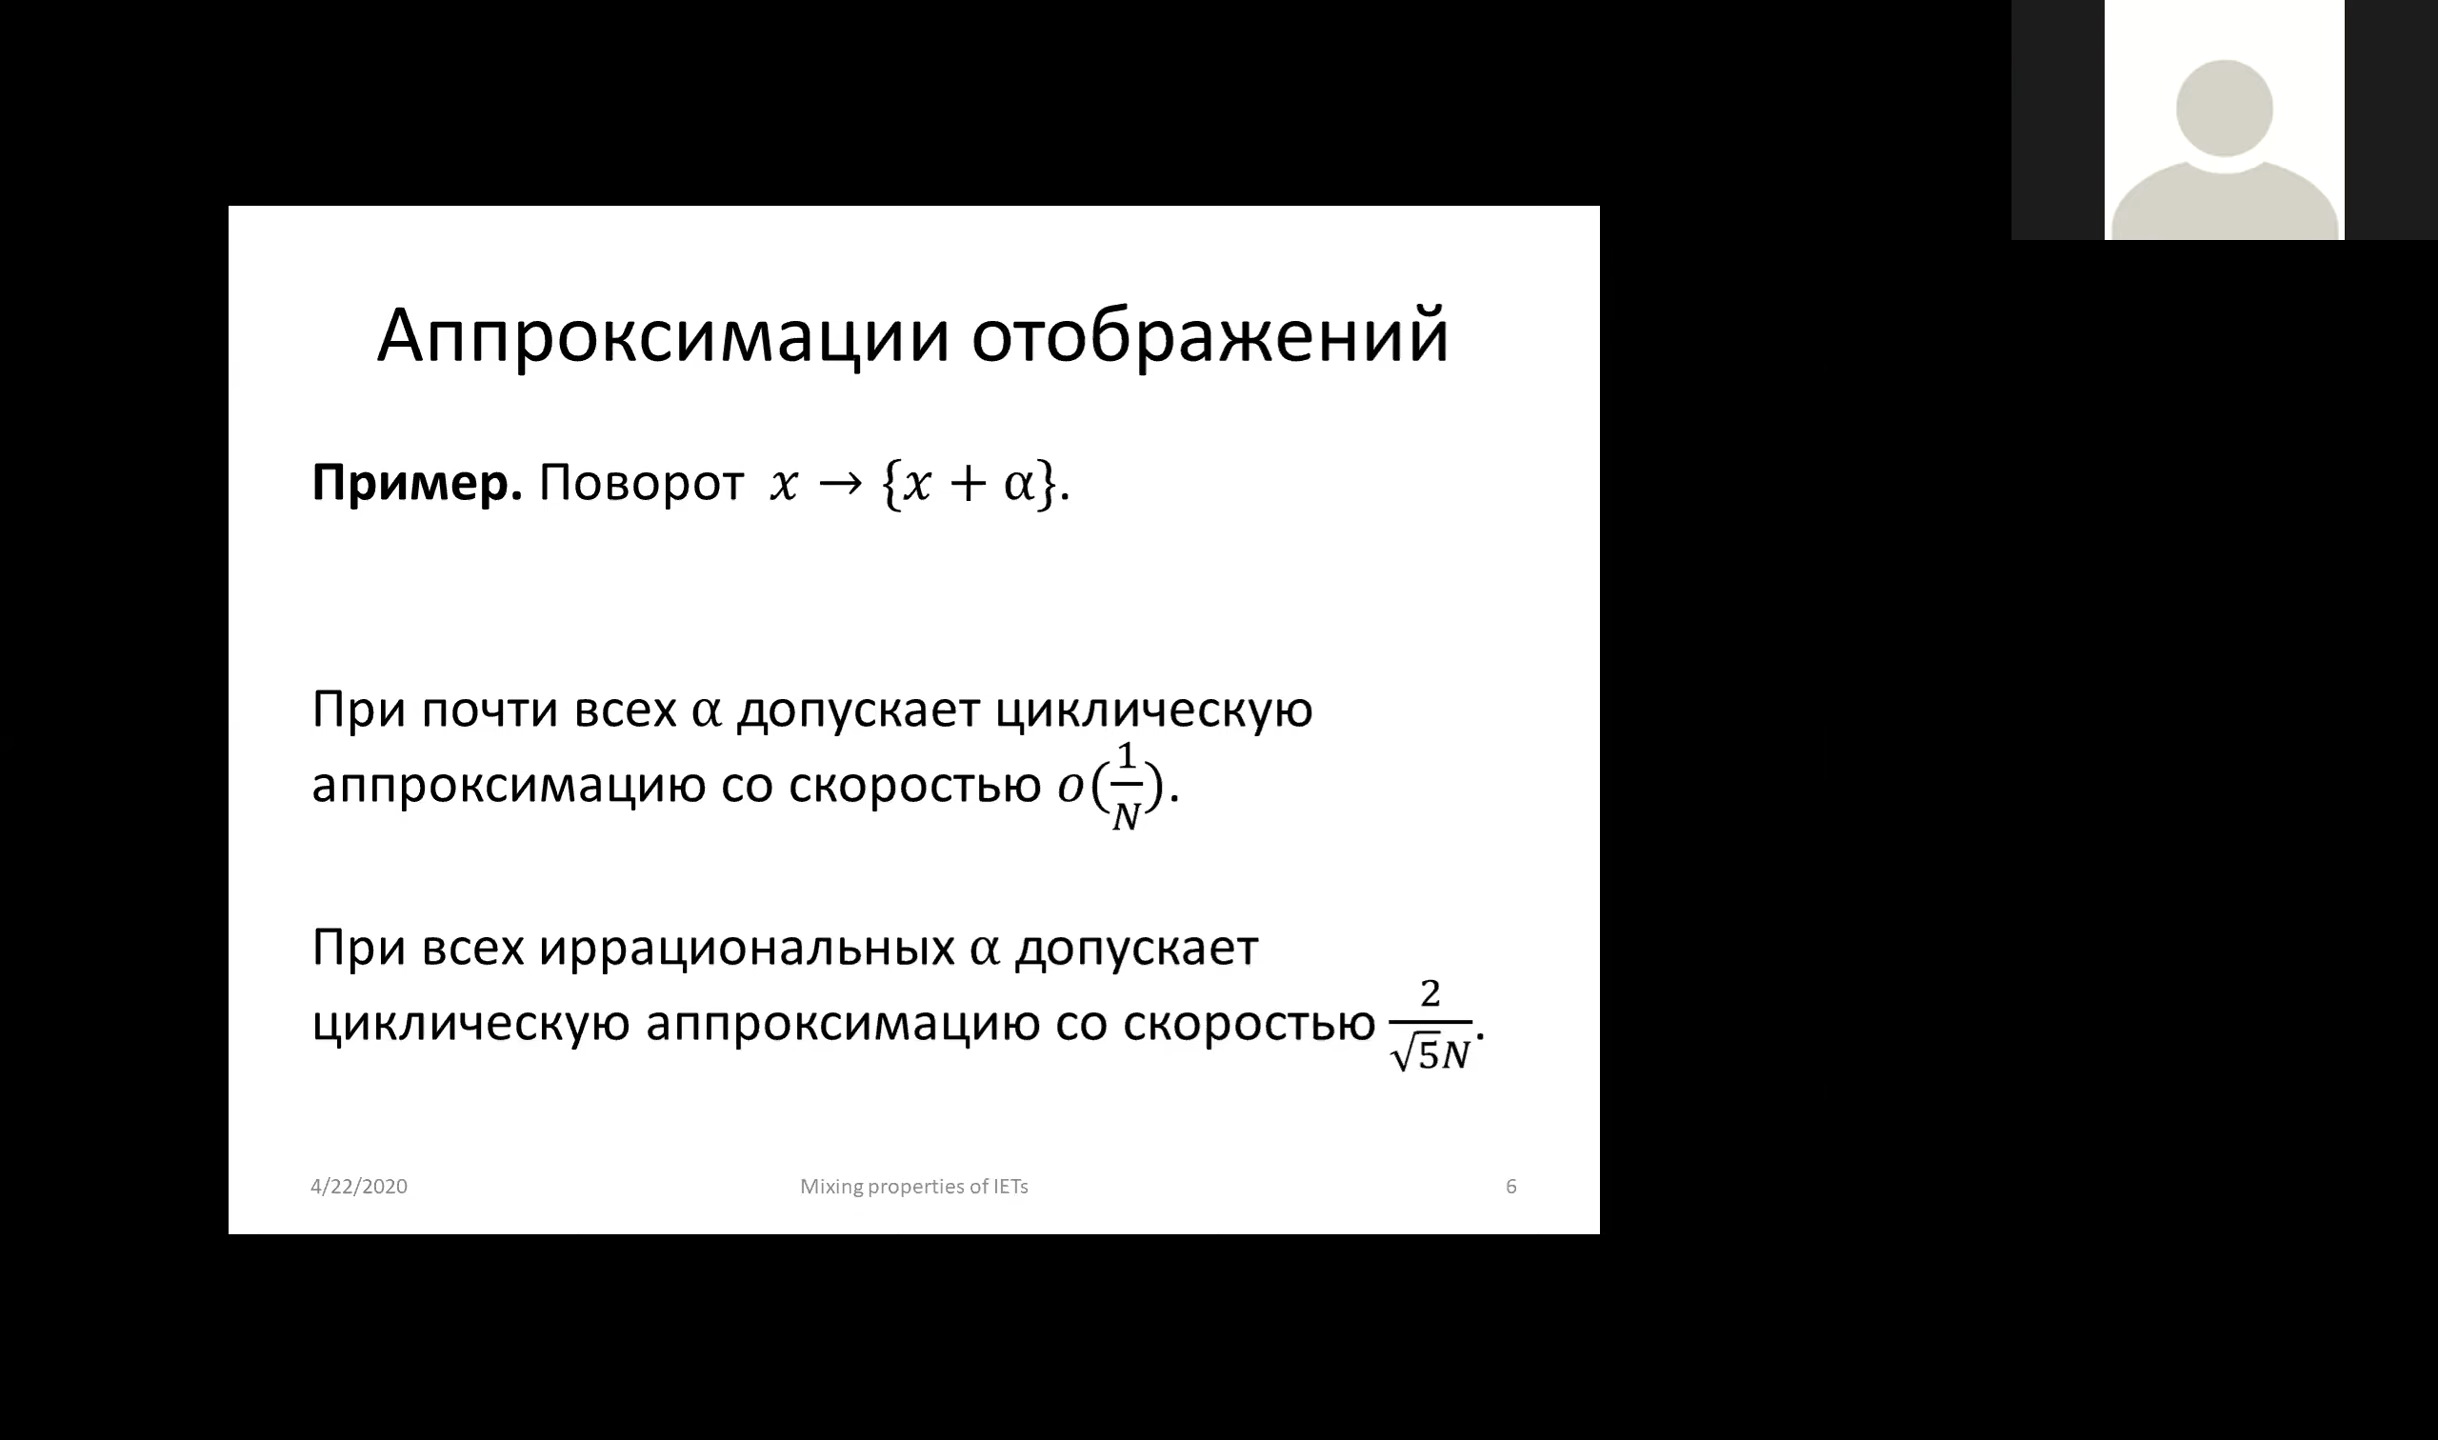 Аппроксимации отображений
Пример. Поворот x → {x + α}.
При почти всех α допускает циклическую
аппроксимацию со скоростью o(1/N).
При всех иррациональных α допускает
циклическую аппроксимацию со скоростью 2/(√5N).
4/22/2020 Mixing properties of IETs 6